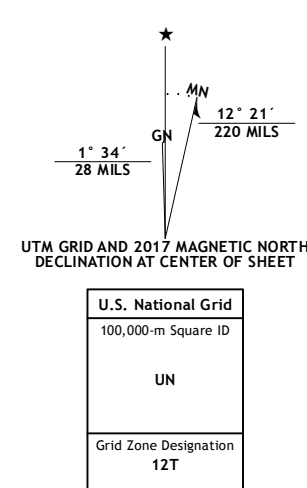 ★
MN
GN
12° 21´
220 MILS
1° 34´
28 MILS
UTM GRID AND 2017 MAGNETIC NORTH
DECLINATION AT CENTER OF SHEET
U.S. National Grid
100,000-m Square ID
UN
Grid Zone Designation
12T